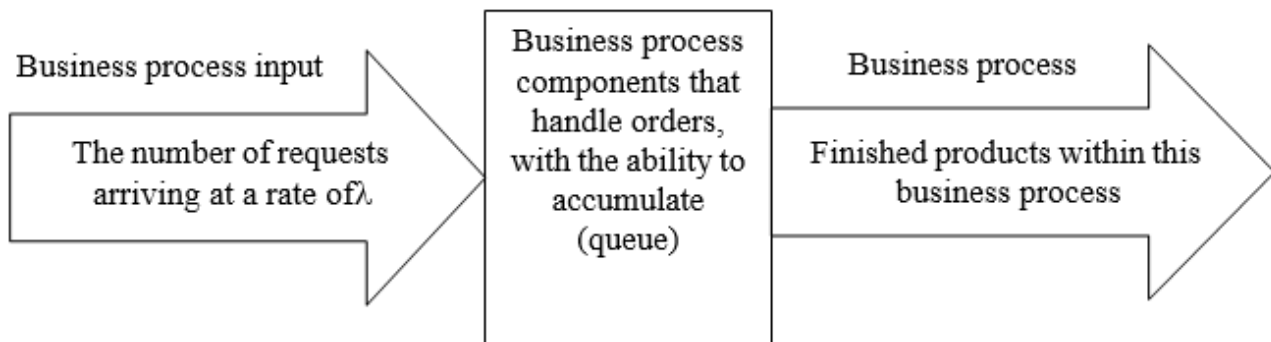 Business process input
The number of requests
arriving at a rate ofλ
Business process
components that
handle orders,
with the ability to
accumulate
(queue)
Business process
Finished products within this
business process